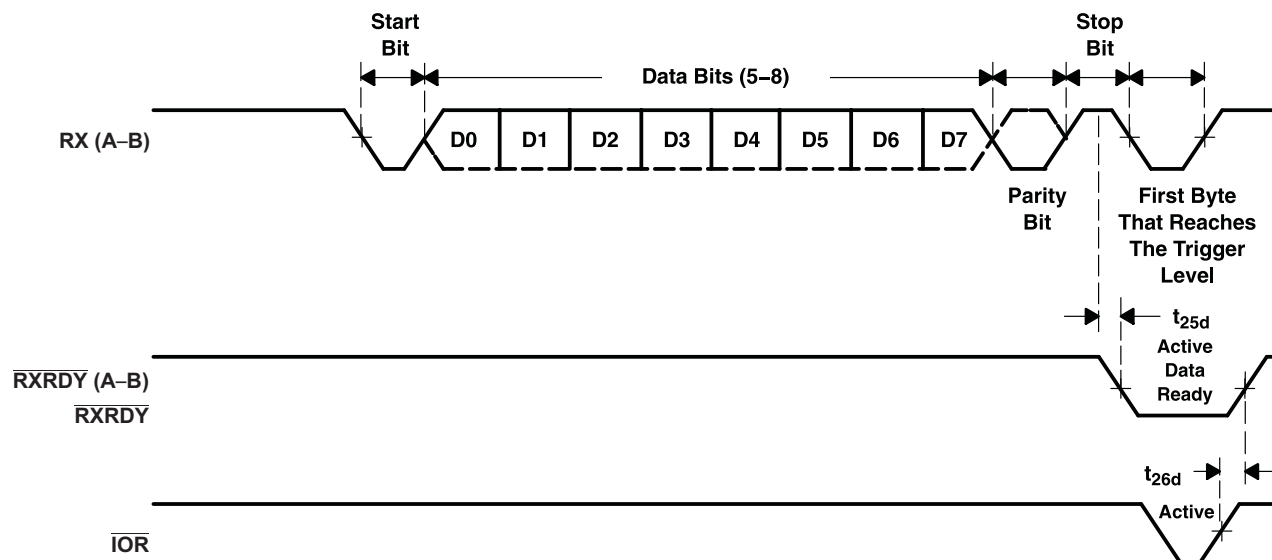 Start
Bit
Stop
Bit
Data Bits (5–8)
RX (A–B)
D0 D1 D2 D3 D4 D5 D6 D7
Parity
Bit
First Byte
That Reaches
The Trigger
Level
t25d
RXRDY (A–B)
RXRDY
Active
Data
Ready
t26d
IOR
Active